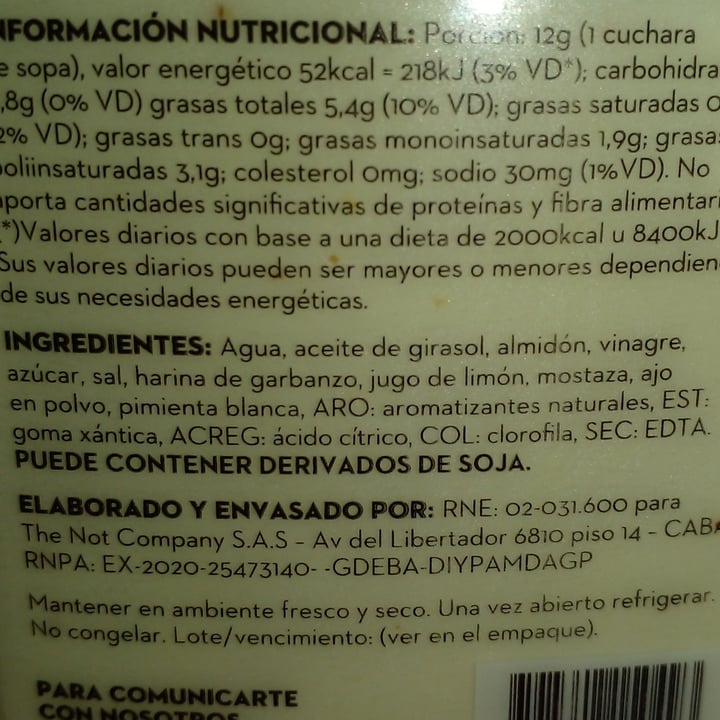 NFORMACIÓN NUTRICIONAL: Porción: 12g (1 cuchara
e sopa), valor energético 52kcal = 218kJ (3% VD*); carbohidra
,8g (0% VD) grasas totales 5,4g (10% VD); grasas saturadas 0
2% VD); grasas trans 0g; grasas monoinsaturadas 1,9g; grasas
poliinsaturadas 3,1g; colesterol 0mg; sodio 30mg (1%VD). No
aporta cantidades significativas de proteínas y fibra alimentari
(*)Valores diarios con base a una dieta de 2000kcal u 8400kJ
Sus valores diarios pueden ser mayores o menores dependien
de sus necesidades energéticas.
INGREDIENTES: Agua, aceite de girasol, almidón, vinagre,
azúcar, sal, harina de garbanzo, jugo de limón, mostaza, ajo
en polvo, pimienta blanca, ARO: aromatizantes naturales, EST:
goma xántica, ACREG: ácido cítrico, COL: clorofila, SEC: EDTA.
PUEDE CONTENER DERIVADOS DE SOJA.
ELABORADO Y ENVASADO POR: RNE: 02-031.600 para
The Not Company S.A.S - Av del Libertador 6810 piso 14 - CABA
RNPA: EX-2020-25473140- -GDEBA-DIYPAMDAGP
Mantener en ambiente fresco y seco. Una vez abierto refrigerar.
No congelar. Lote/vencimiento: (ver en el empaque).
PARA COMUNICARTE
CON NOSOTROS